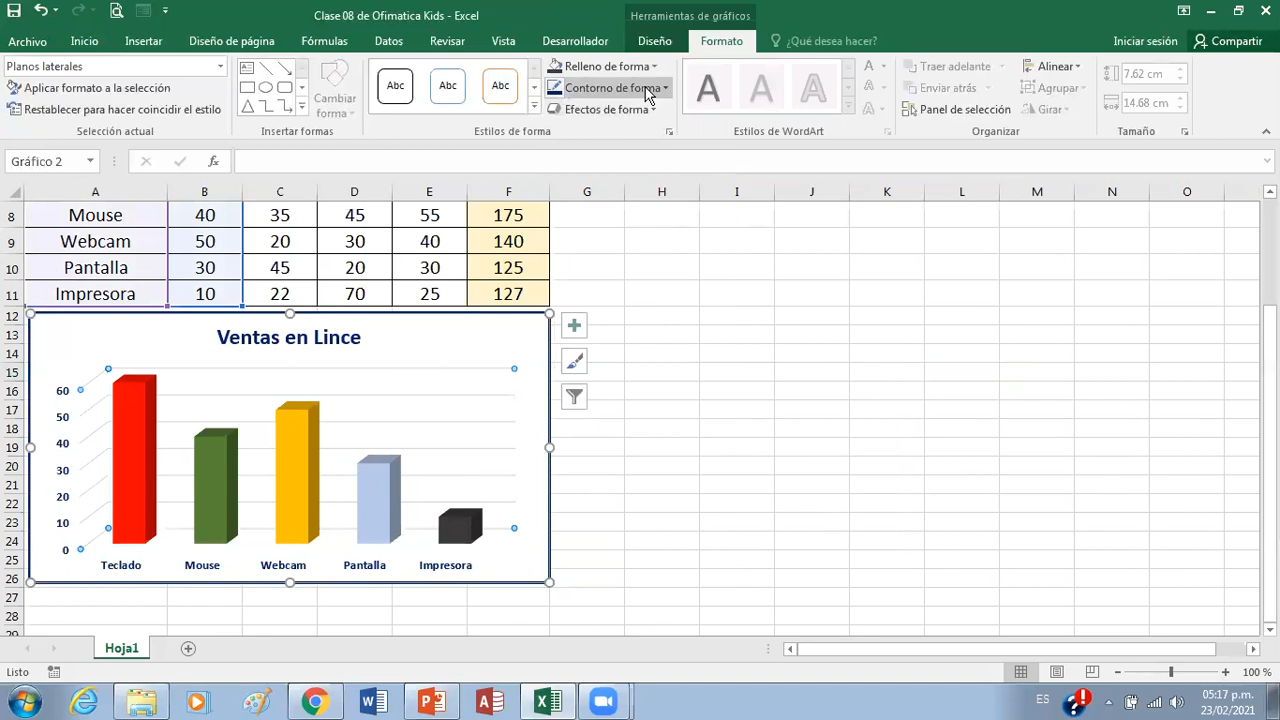 Clase 08 de Ofimatica Kids - Excel
Herramientas de gráficos
Archivo Inicio Insertar Diseño de página Fórmulas Datos Revisar Vista Desarrollador Diseño Formato ¿Qué desea hacer? Iniciar sesión Compartir
Planos laterales
Aplicar formato a la selección
Restablecer para hacer coincidir el estilo
Selección actual
Cambiar
forma
Insertar formas
Abc Abc Abc
Relleno de forma
Contorno de forma
Efectos de forma
Estilos de forma
A A A
Estilos de WordArt
Traer adelante
Enviar atrás
Panel de selección
Alinear
Agrupar
Girar
Organizar
7.62 cm
14.68 cm
Tamaño
Gráfico 2
fx
A B C D E F G H I J K L M N O
8 Mouse 40 35 45 55 175
9 Webcam 50 20 30 40 140
10 Pantalla 30 45 20 30 125
11 Impresora 10 22 70 25 127
12
13
14
15
16
17
18
19
20
21
22
23
24
25
26
27
28
29
Ventas en Lince
60
50
40
30
20
10
0
Teclado Mouse Webcam Pantalla Impresora
Hoja1
Listo
100 %
ES
05:17 p.m.
23/02/2021